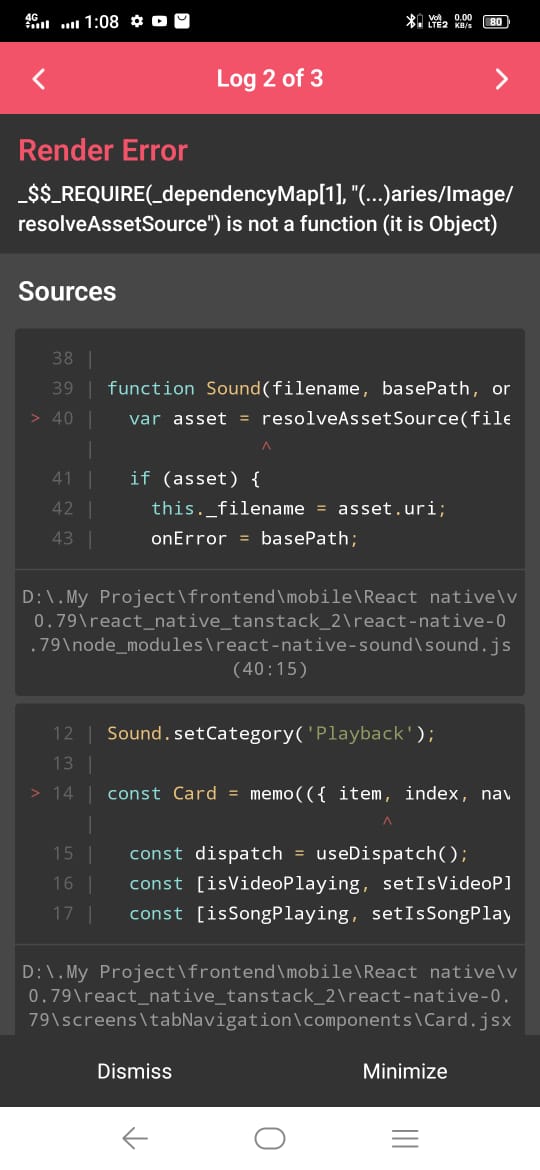 4G 1:08 Vo) LTE2 0.00 KB/s 80
Log 2 of 3
Render Error
_$$_REQUIRE(_dependencyMap[1], "(...)aries/Image/
resolveAssetSource") is not a function (it is Object)
Sources
38 |
39 | function Sound(filename, basePath, or
> 40 | var asset = resolveAssetSource(file
| ^
41 | if (asset) {
42 | this._filename = asset.uri;
43 | onError = basePath;
D:\.My Project\frontend\mobile\React native\v
0.79\react_native_tanstack_2\react-native-0
.79\node_modules\react-native-sound\sound.js
(40:15)
12 | Sound.setCategory('Playback');
13 |
> 14 | const Card = memo(({ item, index, nav
| ^
15 | const dispatch = useDispatch();
16 | const [isVideoPlaying, setIsVideoPl
17 | const [isSongPlaying, setIsSongPlay
D:\.My Project\frontend\mobile\React native\v
0.79\react_native_tanstack_2\react-native-0.
79\screens\tabNavigation\components\Card.jsx
Dismiss Minimize